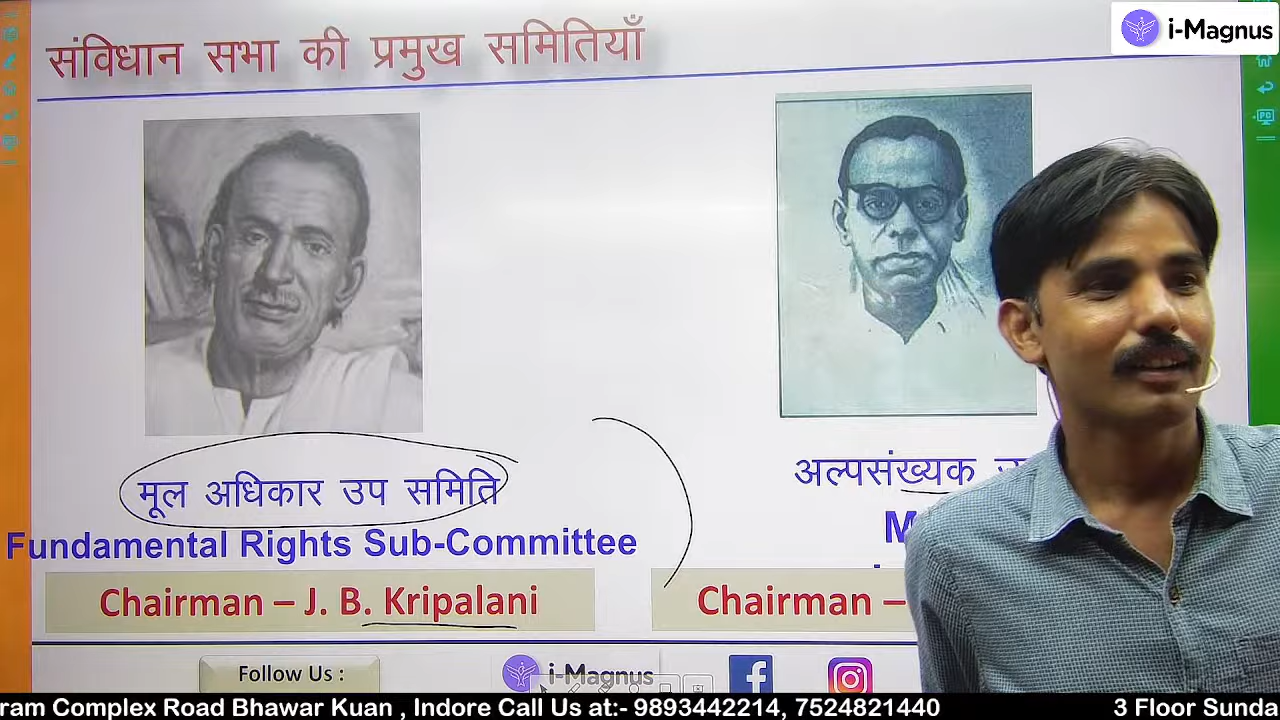 संविधान सभा की प्रमुख समितियाँ
i-Magnus
मूल अधिकार उप समिति
Fundamental Rights Sub-Committee
Chairman – J. B. Kripalani
अल्पसंख्यक
Chairman –
Follow Us :
i-Magnus
ram Complex Road Bhawar Kuan , Indore Call Us at:- 9893442214, 7524821440
3 Floor Sunda